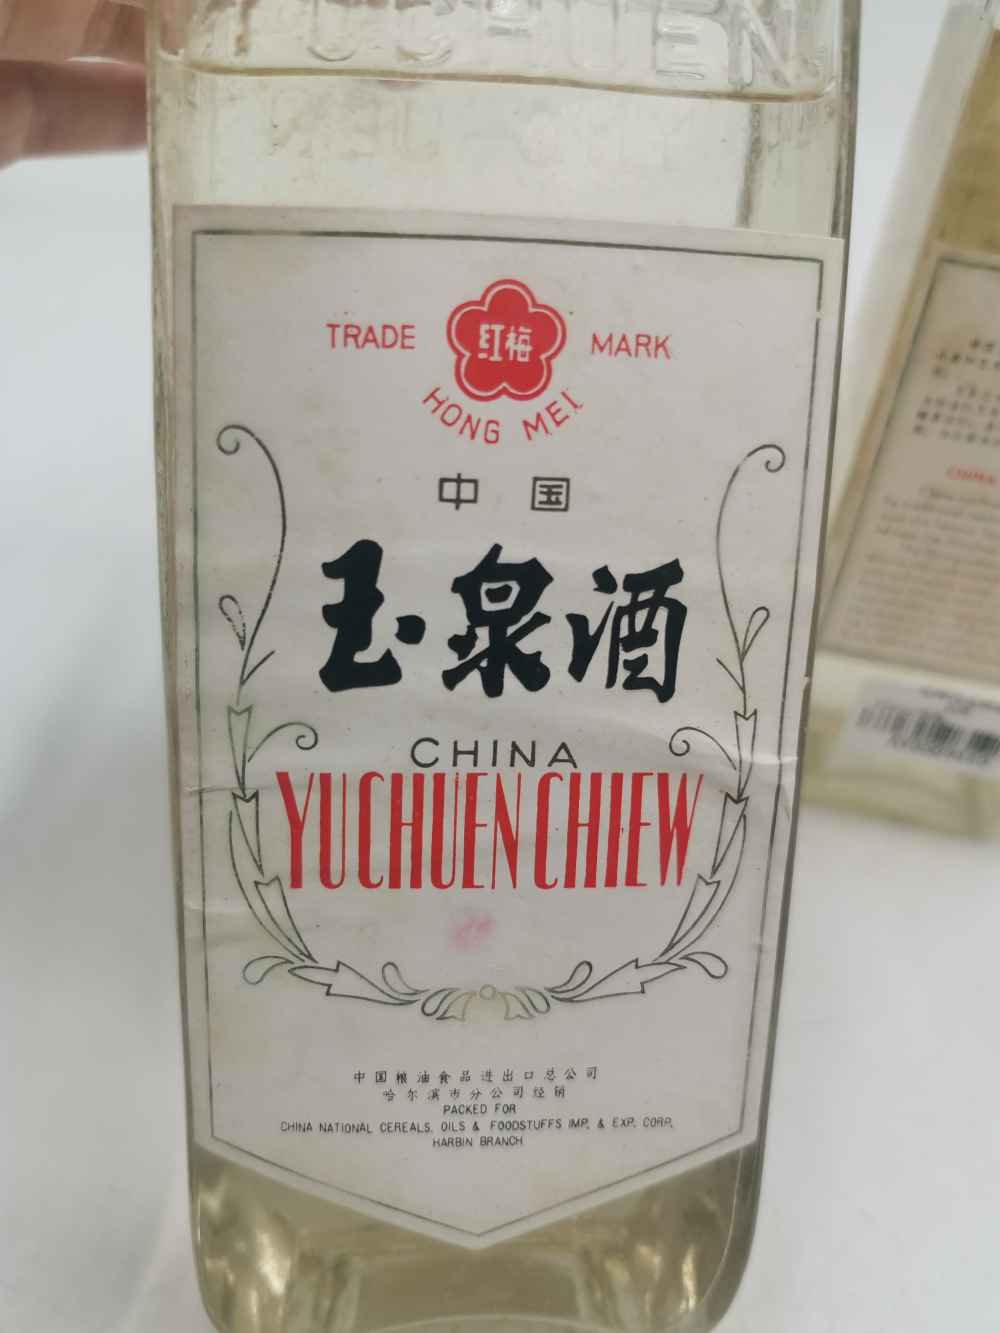 YUCHUEN
TRADE 红梅 MARK
HONG MEI
中国
玉泉酒
CHINA
YUCHUENCHIEW
中国粮油食品进出口总公司
哈尔滨市分公司经销
PACKED FOR
CHINA NATIONAL CEREALS, OILS & FOODSTUFFS IMP. & EXP. CORP.
HARBIN BRANCH
CHINA